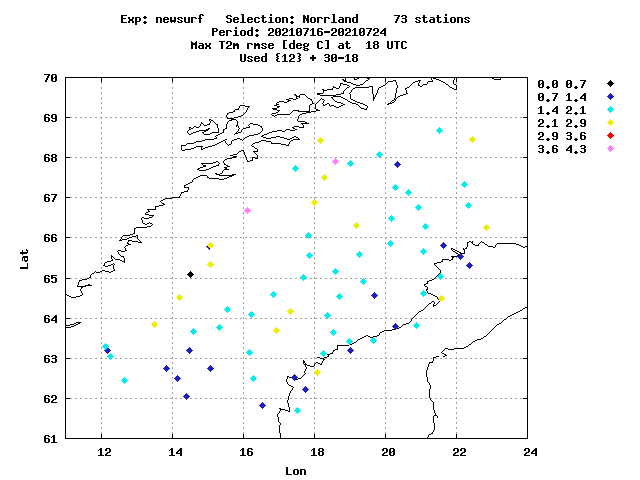 Exp: newsurf   Selection: Norrland     73 stations
Period: 20210716-20210724
Max T2m rmse [deg C] at  18 UTC
Used {12} + 30-18
70
69
68
67
66
65
64
63
62
61
Lat
12 14 16 18 20 22 24
Lon
0.0 0.7
0.7 1.4
1.4 2.1
2.1 2.9
2.9 3.6
3.6 4.3